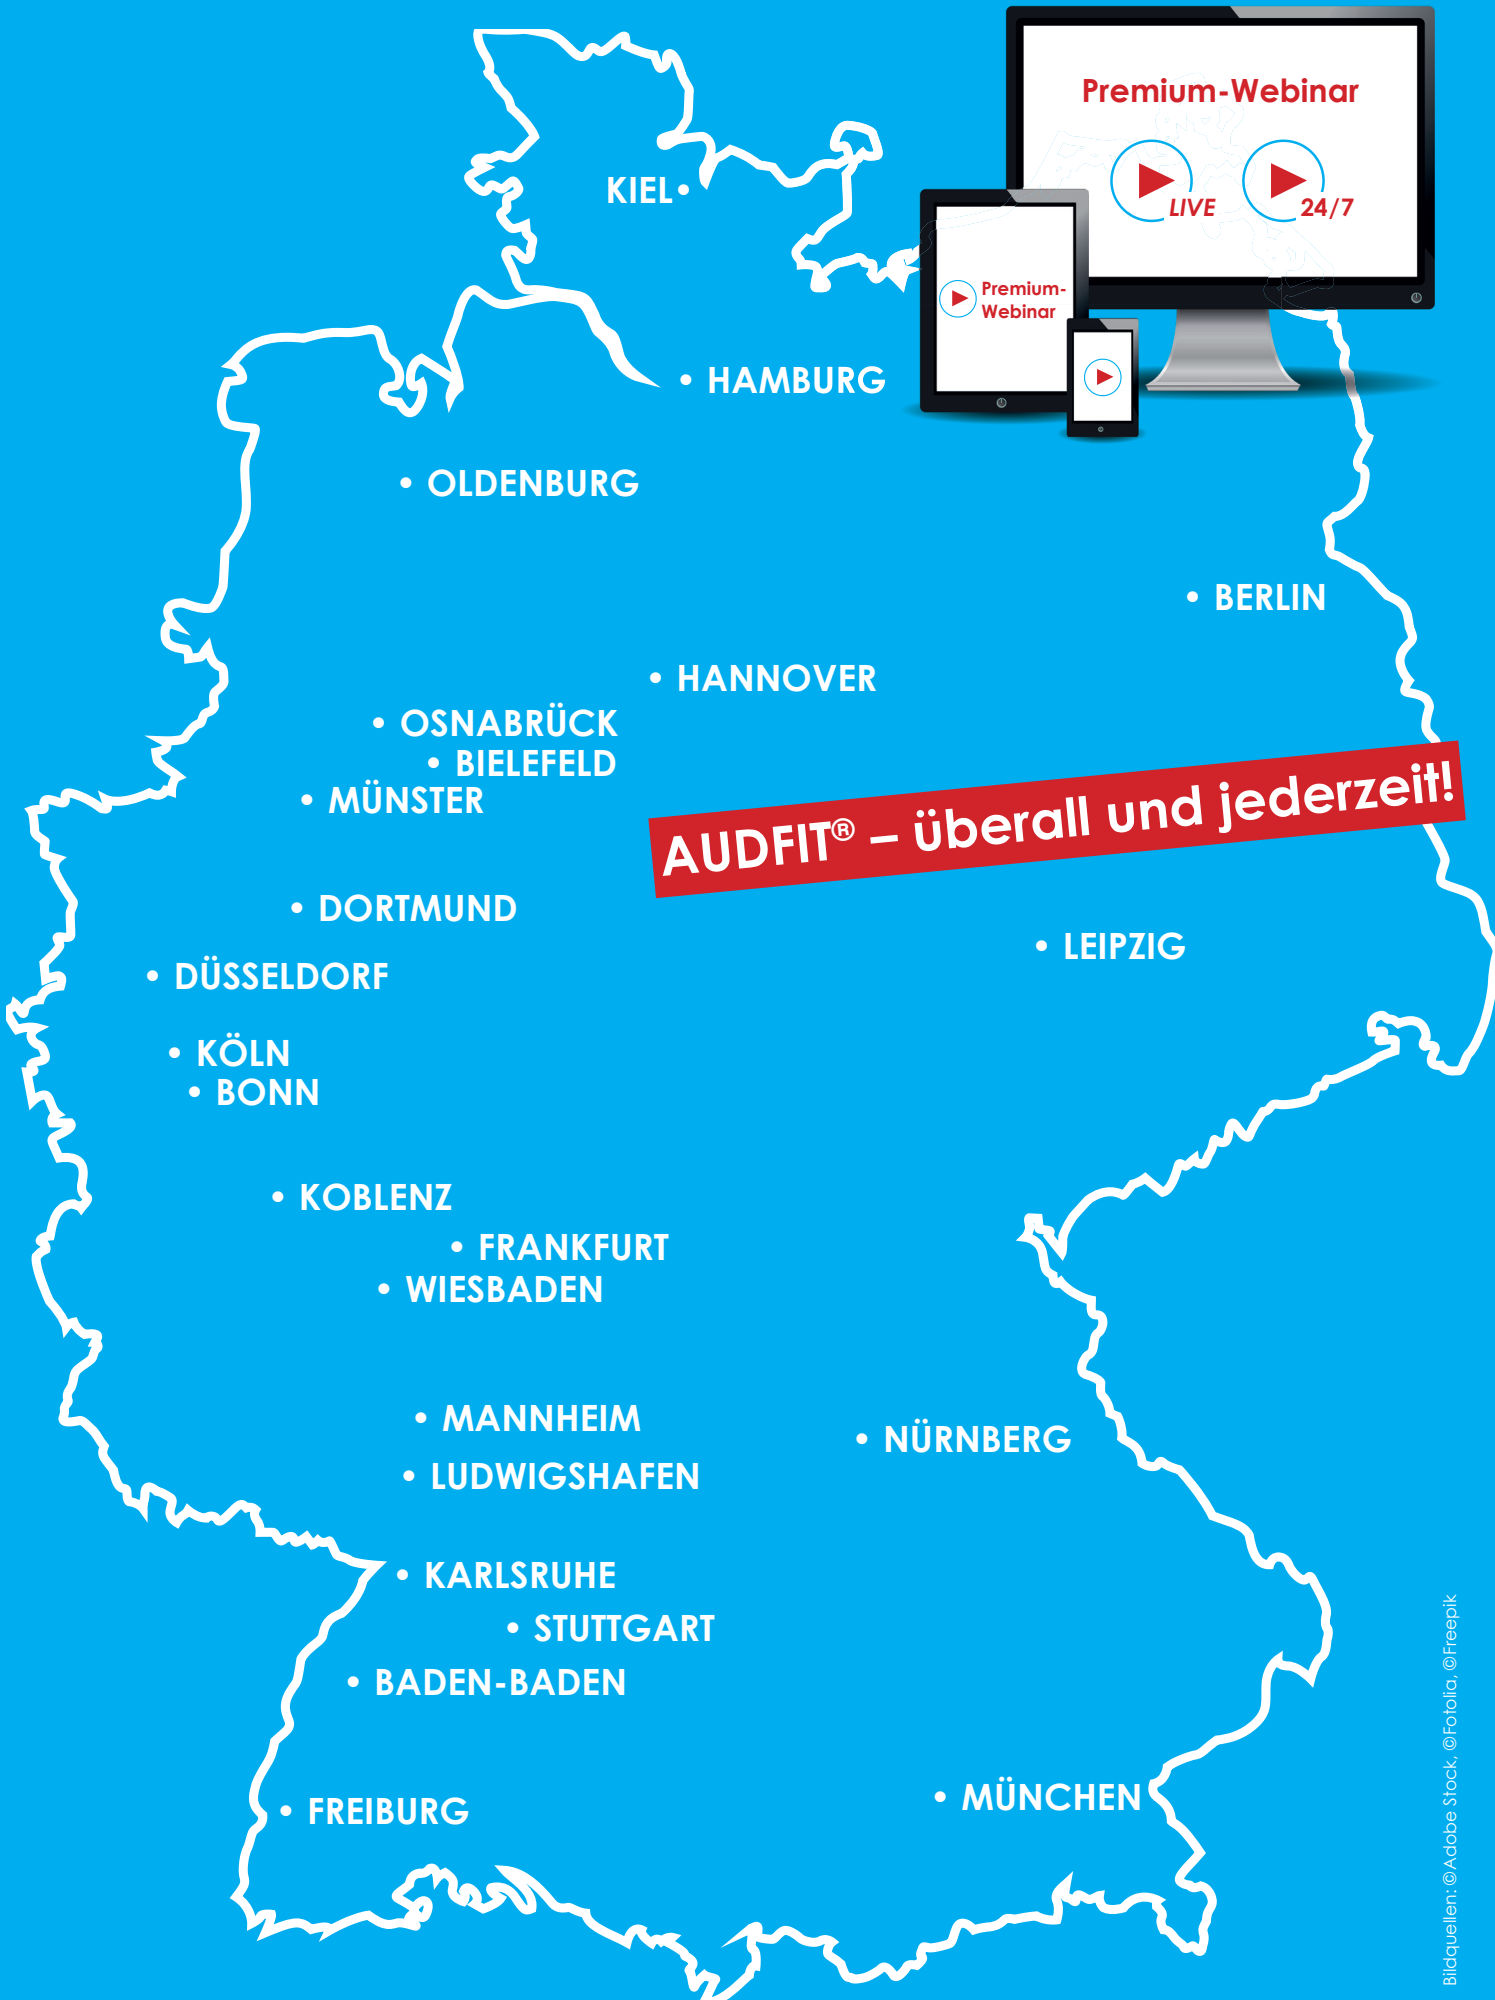 Premium-Webinar
LIVE
24/7
KIEL •
Premium-
Webinar
• HAMBURG
• OLDENBURG
• BERLIN
• HANNOVER
• OSNABRÜCK
• BIELEFELD
• MÜNSTER
AUDFIT® – überall und jederzeit!
• DORTMUND
• LEIPZIG
• DÜSSELDORF
• KÖLN
• BONN
• KOBLENZ
• FRANKFURT
• WIESBADEN
• MANNHEIM
• NÜRNBERG
• LUDWIGSHAFEN
• KARLSRUHE
• STUTTGART
• BADEN-BADEN
• MÜNCHEN
• FREIBURG
Bildquellen: ©Adobe Stock, ©Fotolia, ©Freepik